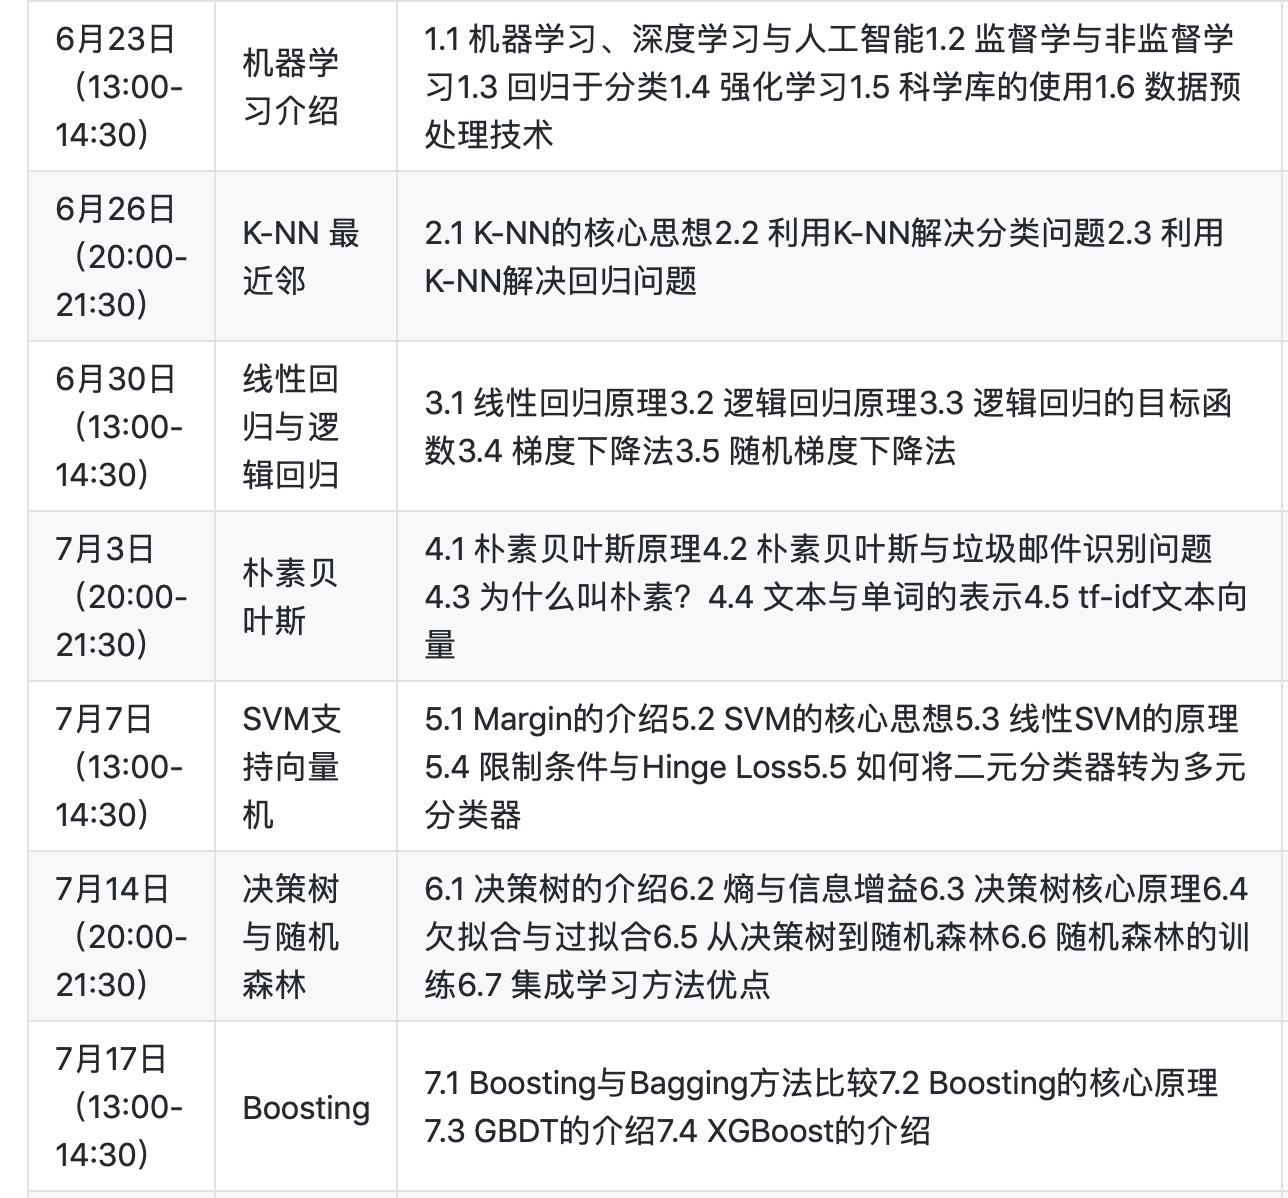 6月23日
（13:00-
14:30）
机器学
习介绍
1.1 机器学习、深度学习与人工智能1.2 监督学与非监督学
习1.3 回归于分类1.4 强化学习1.5 科学库的使用1.6 数据预
处理技术
6月26日
（20:00-
21:30）
K-NN 最
近邻
2.1 K-NN的核心思想2.2 利用K-NN解决分类问题2.3 利用
K-NN解决回归问题
6月30日
（13:00-
14:30）
线性回
归与逻
辑回归
3.1 线性回归原理3.2 逻辑回归原理3.3 逻辑回归的目标函
数3.4 梯度下降法3.5 随机梯度下降法
7月3日
（20:00-
21:30）
朴素贝
叶斯
4.1 朴素贝叶斯原理4.2 朴素贝叶斯与垃圾邮件识别问题
4.3 为什么叫朴素？4.4 文本与单词的表示4.5 tf-idf文本向
量
7月7日
（13:00-
14:30）
SVM支
持向量
机
5.1 Margin的介绍5.2 SVM的核心思想5.3 线性SVM的原理
5.4 限制条件与Hinge Loss5.5 如何将二元分类器转为多元
分类器
7月14日
（20:00-
21:30）
决策树
与随机
森林
6.1 决策树的介绍6.2 熵与信息增益6.3 决策树核心原理6.4
欠拟合与过拟合6.5 从决策树到随机森林6.6 随机森林的训
练6.7 集成学习方法优点
7月17日
（13:00-
14:30）
Boosting
7.1 Boosting与Bagging方法比较7.2 Boosting的核心原理
7.3 GBDT的介绍7.4 XGBoost的介绍